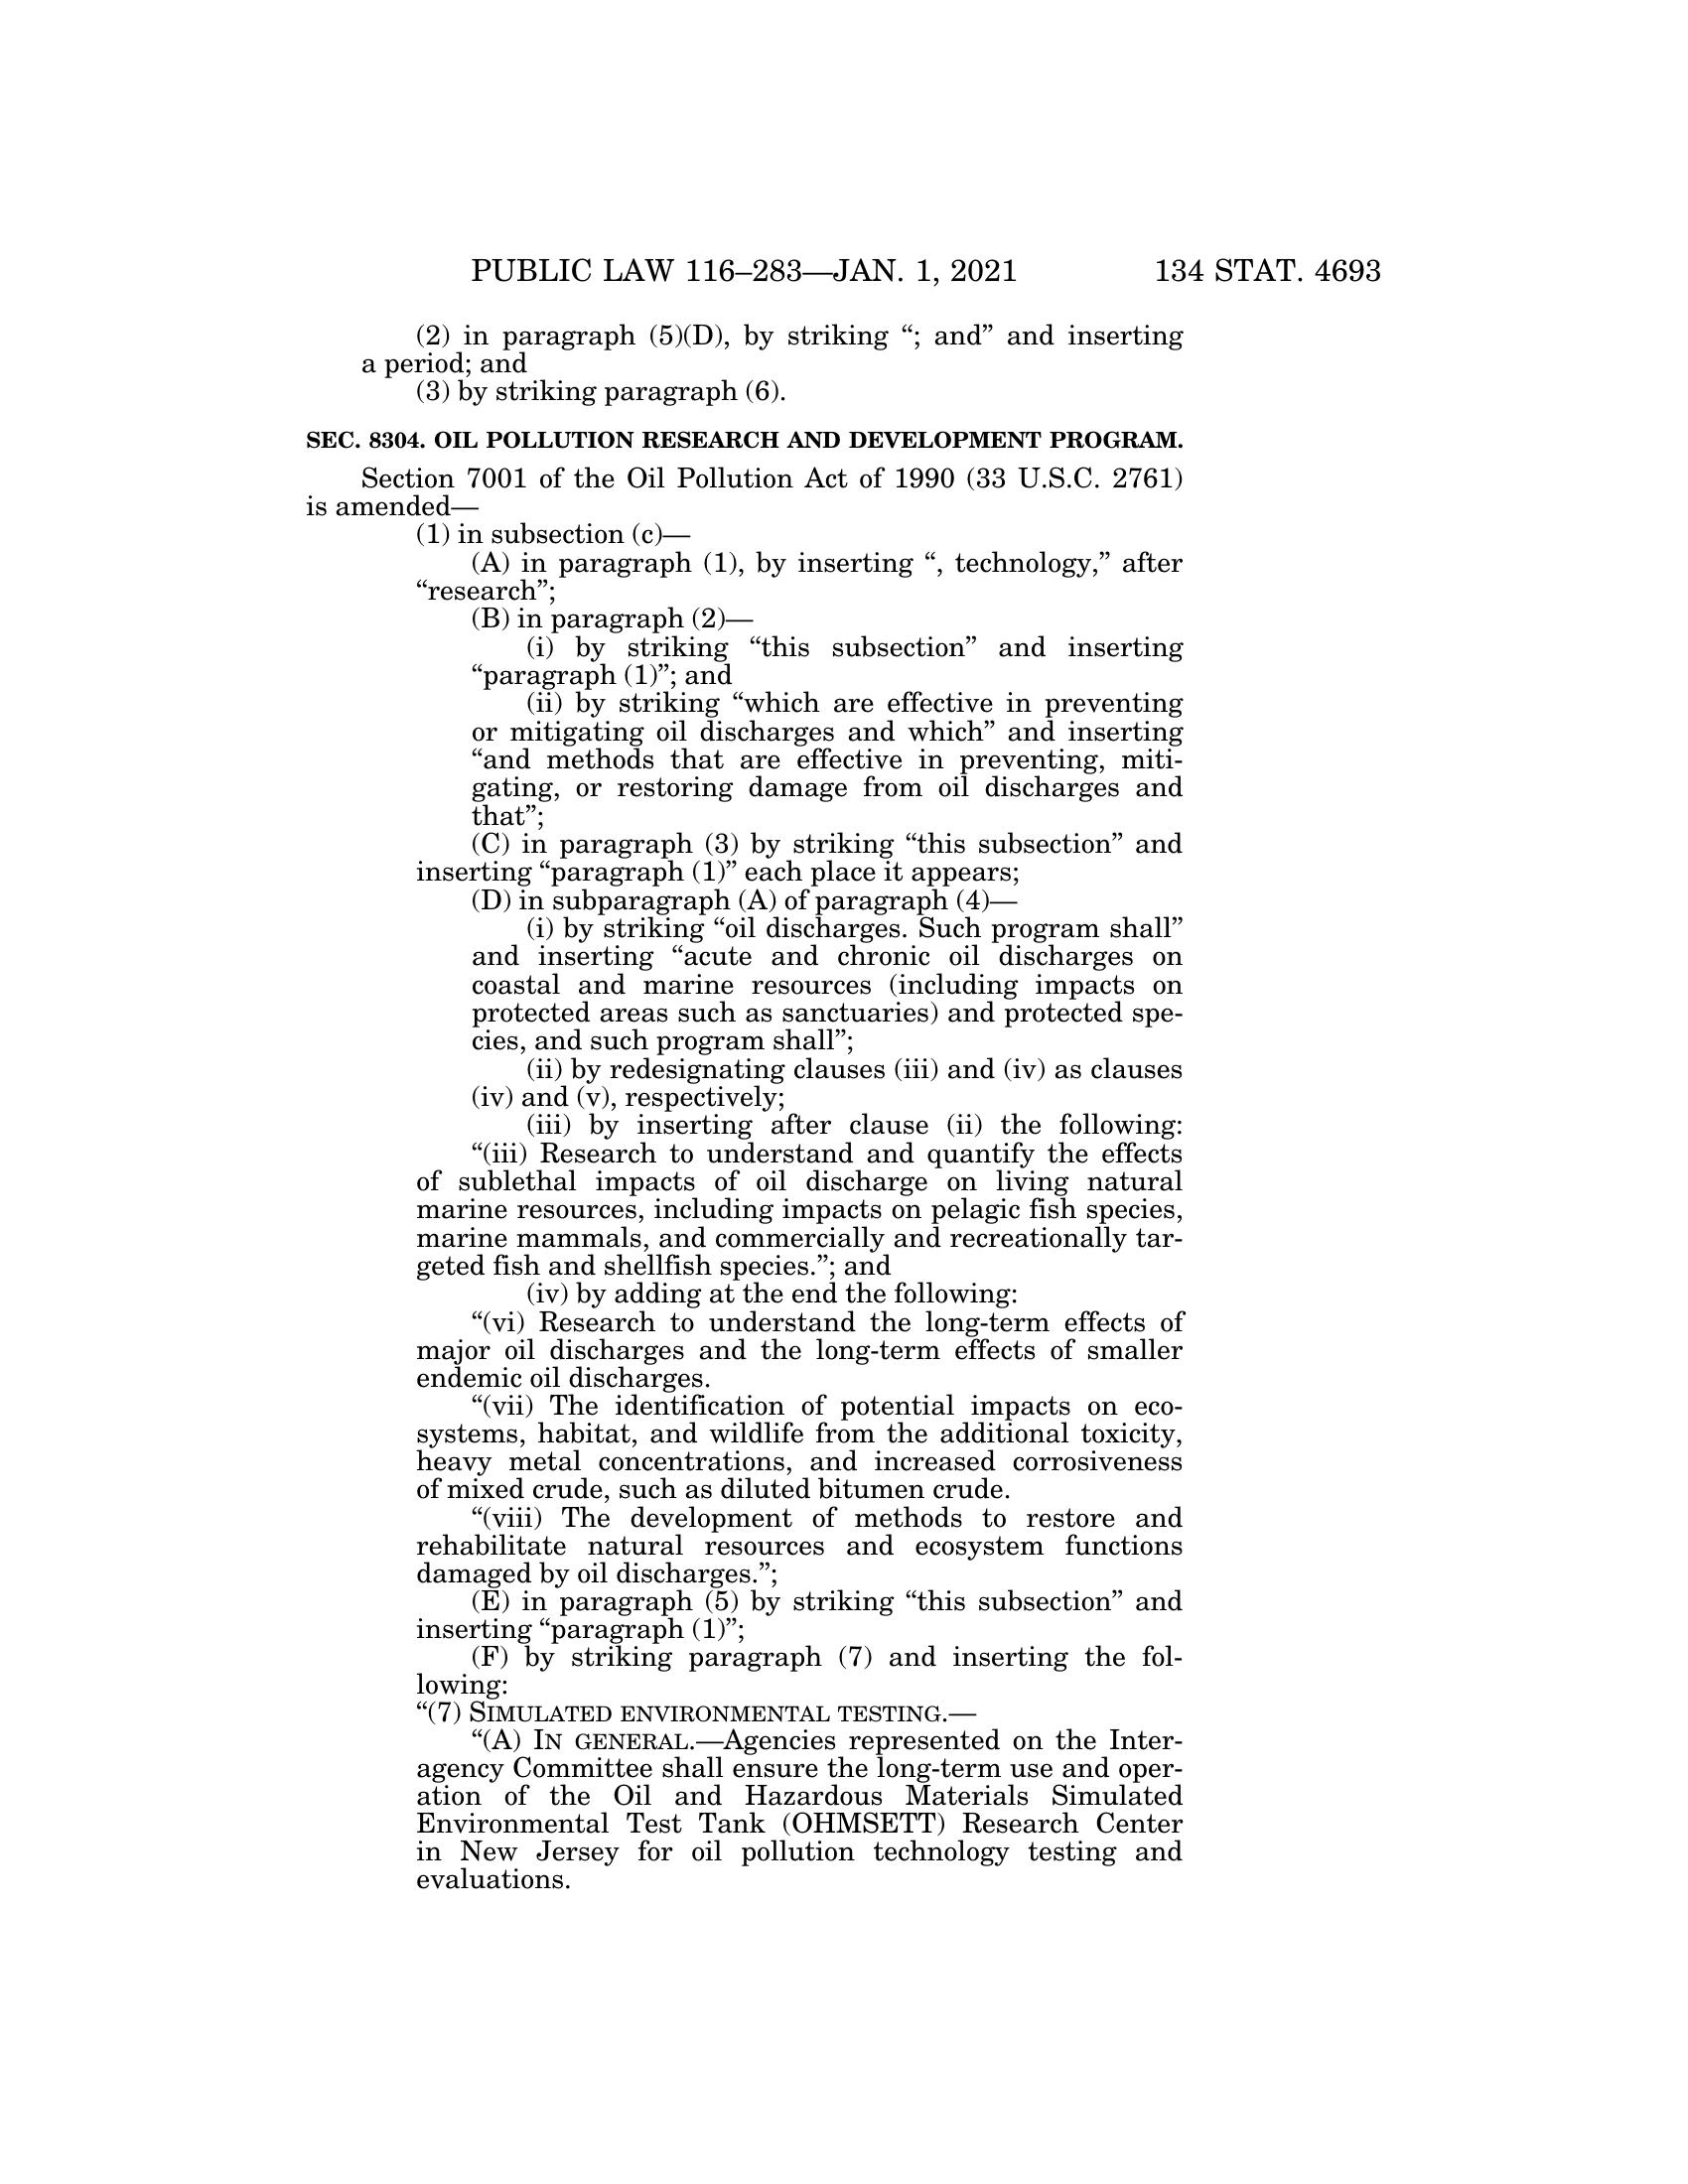 PUBLIC LAW 116–283—JAN. 1, 2021 134 STAT. 4693
(2) in paragraph (5)(D), by striking “; and” and inserting
a period; and
(3) by striking paragraph (6).
SEC. 8304. OIL POLLUTION RESEARCH AND DEVELOPMENT PROGRAM.
Section 7001 of the Oil Pollution Act of 1990 (33 U.S.C. 2761)
is amended—
(1) in subsection (c)—
(A) in paragraph (1), by inserting “, technology,” after
“research”;
(B) in paragraph (2)—
(i) by striking “this subsection” and inserting
“paragraph (1)”; and
(ii) by striking “which are effective in preventing
or mitigating oil discharges and which” and inserting
“and methods that are effective in preventing, miti-
gating, or restoring damage from oil discharges and
that”;
(C) in paragraph (3) by striking “this subsection” and
inserting “paragraph (1)” each place it appears;
(D) in subparagraph (A) of paragraph (4)—
(i) by striking “oil discharges. Such program shall”
and inserting “acute and chronic oil discharges on
coastal and marine resources (including impacts on
protected areas such as sanctuaries) and protected spe-
cies, and such program shall”;
(ii) by redesignating clauses (iii) and (iv) as clauses
(iv) and (v), respectively;
(iii) by inserting after clause (ii) the following:
“(iii) Research to understand and quantify the effects
of sublethal impacts of oil discharge on living natural
marine resources, including impacts on pelagic fish species,
marine mammals, and commercially and recreationally tar-
geted fish and shellfish species.”; and
(iv) by adding at the end the following:
“(vi) Research to understand the long-term effects of
major oil discharges and the long-term effects of smaller
endemic oil discharges.
“(vii) The identification of potential impacts on eco-
systems, habitat, and wildlife from the additional toxicity,
heavy metal concentrations, and increased corrosiveness
of mixed crude, such as diluted bitumen crude.
“(viii) The development of methods to restore and
rehabilitate natural resources and ecosystem functions
damaged by oil discharges.”;
(E) in paragraph (5) by striking “this subsection” and
inserting “paragraph (1)”;
(F) by striking paragraph (7) and inserting the fol-
lowing:
“(7) SIMULATED ENVIRONMENTAL TESTING.—
“(A) IN GENERAL.—Agencies represented on the Inter-
agency Committee shall ensure the long-term use and oper-
ation of the Oil and Hazardous Materials Simulated
Environmental Test Tank (OHMSETT) Research Center
in New Jersey for oil pollution technology testing and
evaluations.